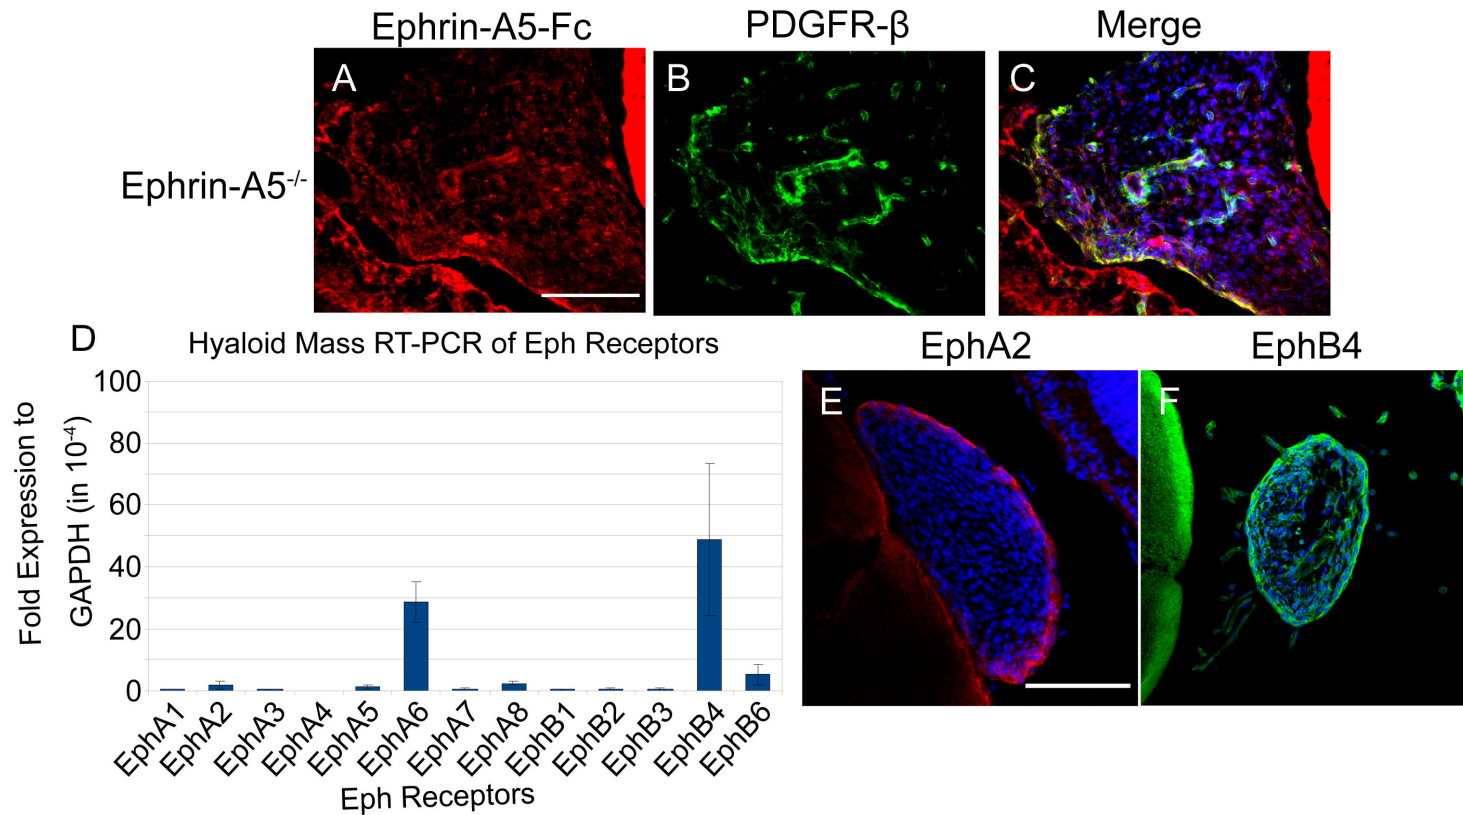 Ephrin-A5-Fc PDGFR-β Merge
A B C
Ephrin-A5-/-
D Hyaloid Mass RT-PCR of Eph Receptors
Fold Expression to
GAPDH (in 10-4)
100
80
60
40
20
0
EphA1 EphA2 EphA3 EphA4 EphA5 EphA6 EphA7 EphA8 EphB1 EphB2 EphB3 EphB4 EphB6
Eph Receptors
EphA2 EphB4
E F